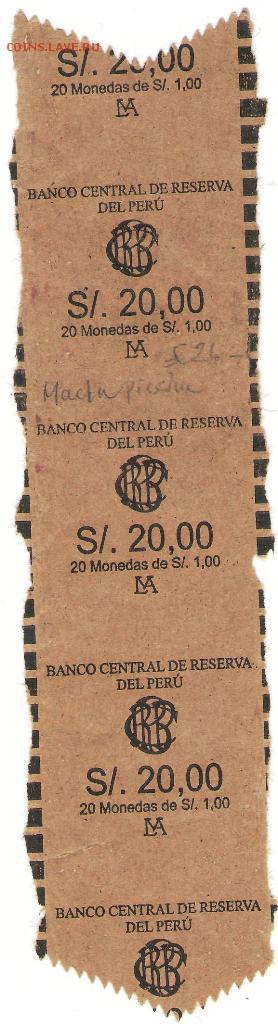 COINS.LAVE.RU
S/. 20,00
20 Monedas de S/. 1,00
BANCO CENTRAL DE RESERVA
DEL PERÚ
S/. 20,00
20 Monedas de S/. 1,00
Machu picchu
BANCO CENTRAL DE RESERVA
DEL PERÚ
S/. 20,00
20 Monedas de S/. 1,00
BANCO CENTRAL DE RESERVA
DEL PERÚ
S/. 20,00
20 Monedas de S/. 1,00
BANCO CENTRAL DE RESERVA
DEL PERÚ